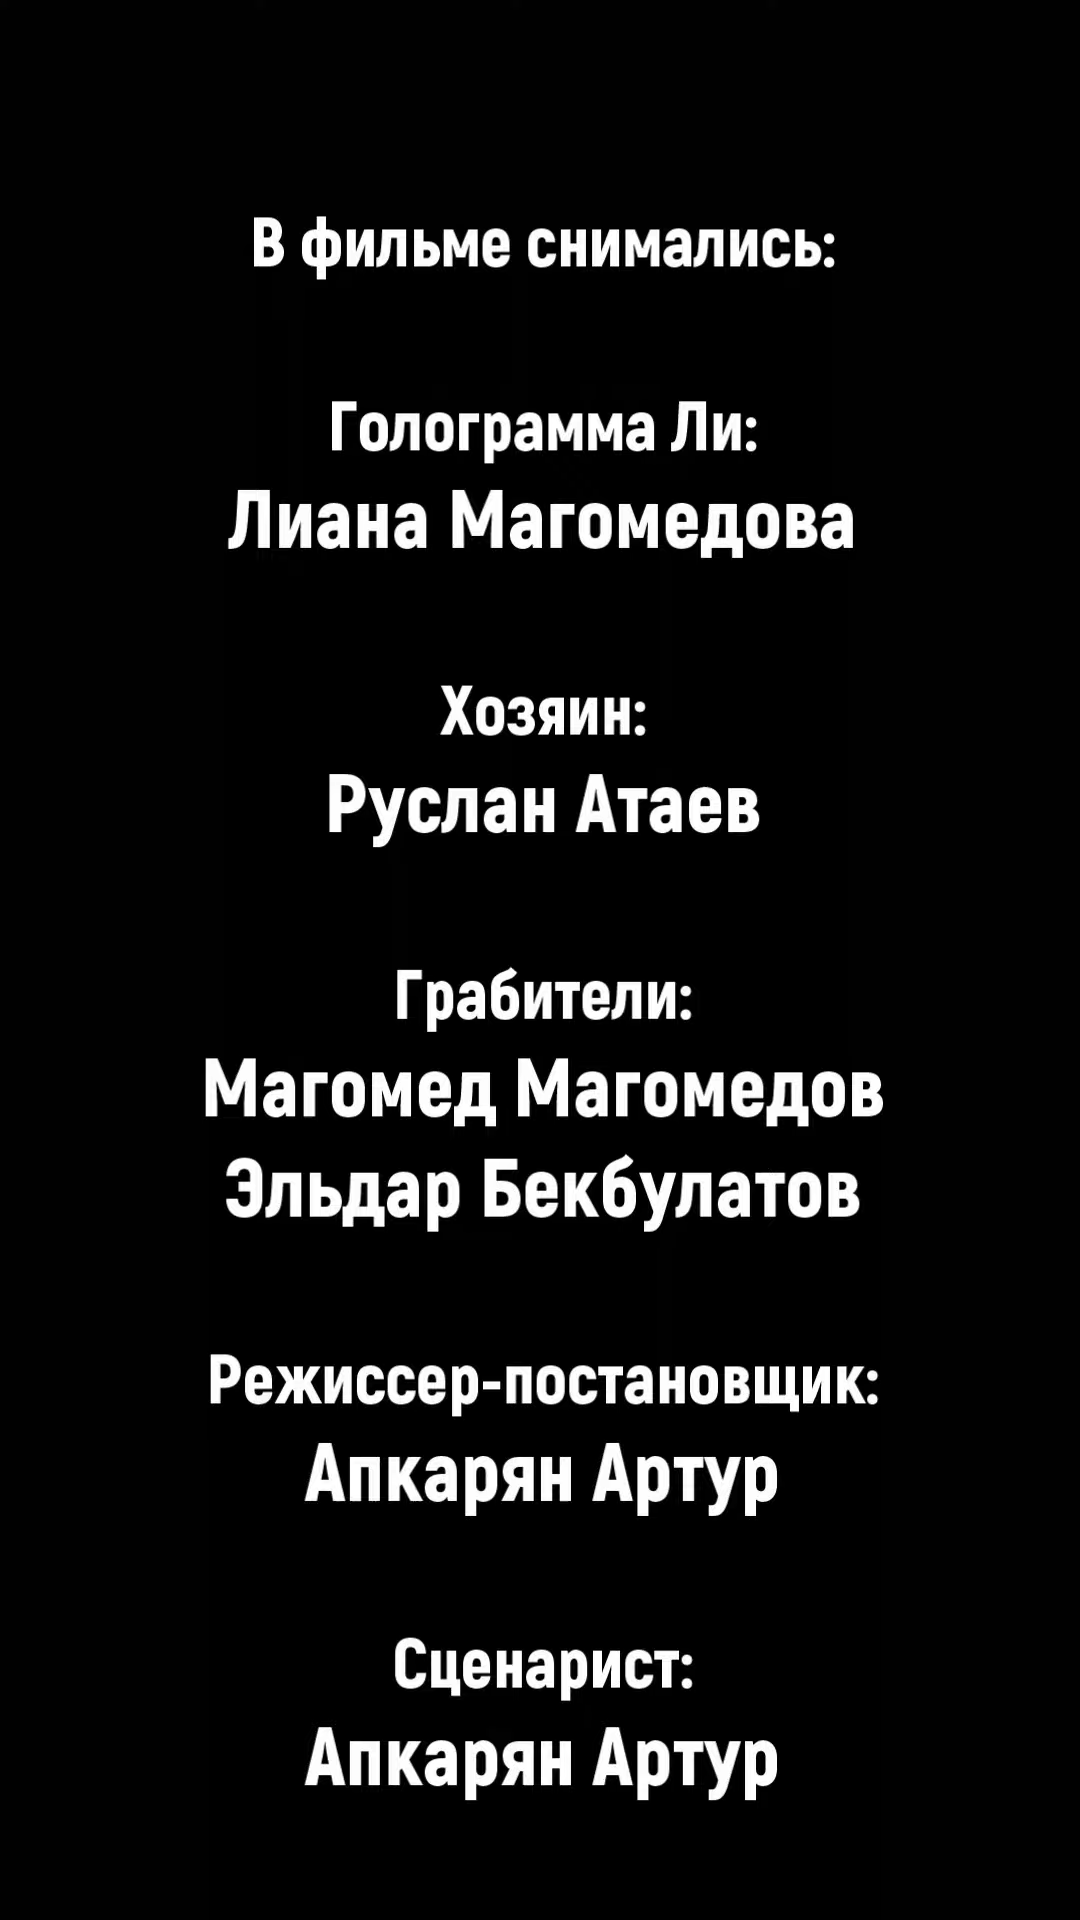 В фильме снимались:
Голограмма Ли:
Лиана Магомедова
Хозяин:
Руслан Атаев
Грабители:
Магомед Магомедов
Эльдар Бекбулатов
Режиссер-постановщик:
Апкарян Артур
Сценарист:
Апкарян Артур